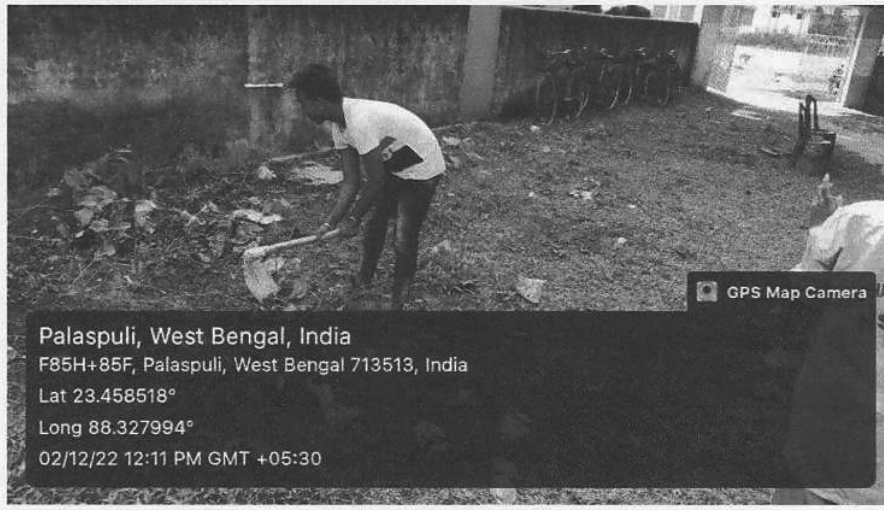 GPS Map Camera
Palaspuli, West Bengal, India
F85H+85F, Palaspuli, West Bengal 713513, India
Lat 23.458518°
Long 88.327994°
02/12/22 12:11 PM GMT +05:30